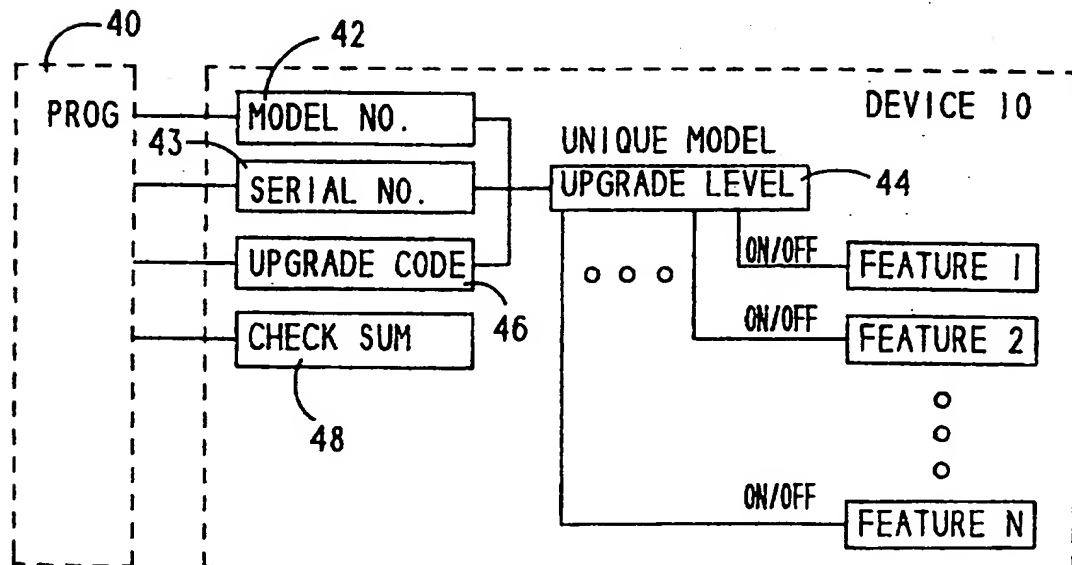 40
42
PROG
MODEL NO.
DEVICE 10
43
SERIAL NO.
UNIQUE MODEL
UPGRADE LEVEL
44
UPGRADE CODE
46
ON/OFF
FEATURE 1
CHECK SUM
48
ON/OFF
FEATURE 2
ON/OFF
FEATURE N